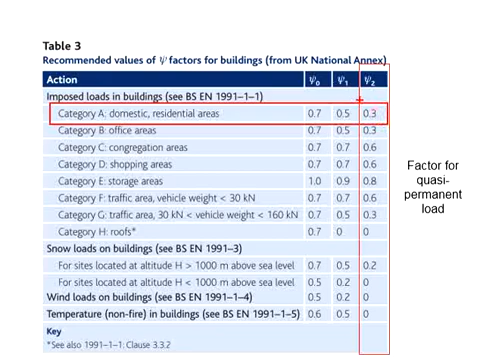 Table 3
Recommended values of ψ factors for buildings (from UK National Annex)
Action ψ0 ψ1 ψ2
Imposed loads in buildings (see BS EN 1991–1–1)
Category A: domestic, residential areas 0.7 0.5 0.3
Category B: office areas 0.7 0.5 0.3
Category C: congregation areas 0.7 0.7 0.6
Category D: shopping areas 0.7 0.7 0.6
Category E: storage areas 1.0 0.9 0.8
Category F: traffic area, vehicle weight < 30 kN 0.7 0.7 0.6
Category G: traffic area, 30 kN < vehicle weight < 160 kN 0.7 0.5 0.3
Category H: roofs* 0.7 0 0
Snow loads on buildings (see BS EN 1991–3)
For sites located at altitude H > 1000 m above sea level 0.7 0.5 0.2
For sites located at altitude H < 1000 m above sea level 0.5 0.2 0
Wind loads on buildings (see BS EN 1991–1–4) 0.5 0.2 0
Temperature (non-fire) in buildings (see BS EN 1991–1–5) 0.6 0.5 0
Key
*See also 1991–1–1: Clause 3.3.2
Factor for
quasi-
permanent
load